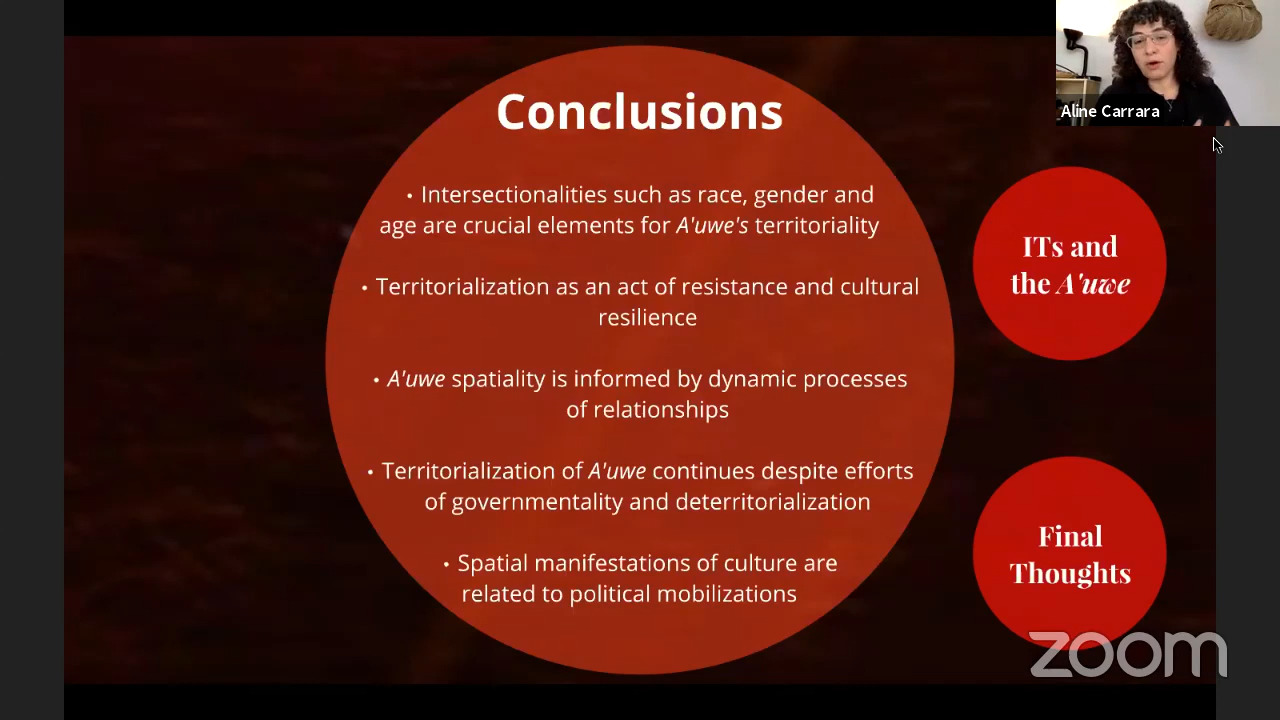 Aline Carrara
Conclusions
• Intersectionalities such as race, gender and
age are crucial elements for A'uwe's territoriality
• Territorialization as an act of resistance and cultural
resilience
• A'uwe spatiality is informed by dynamic processes
of relationships
• Territorialization of A'uwe continues despite efforts
of governmentality and deterritorialization
• Spatial manifestations of culture are
related to political mobilizations
ITs and
the A'uwe
Final
Thoughts
zoom